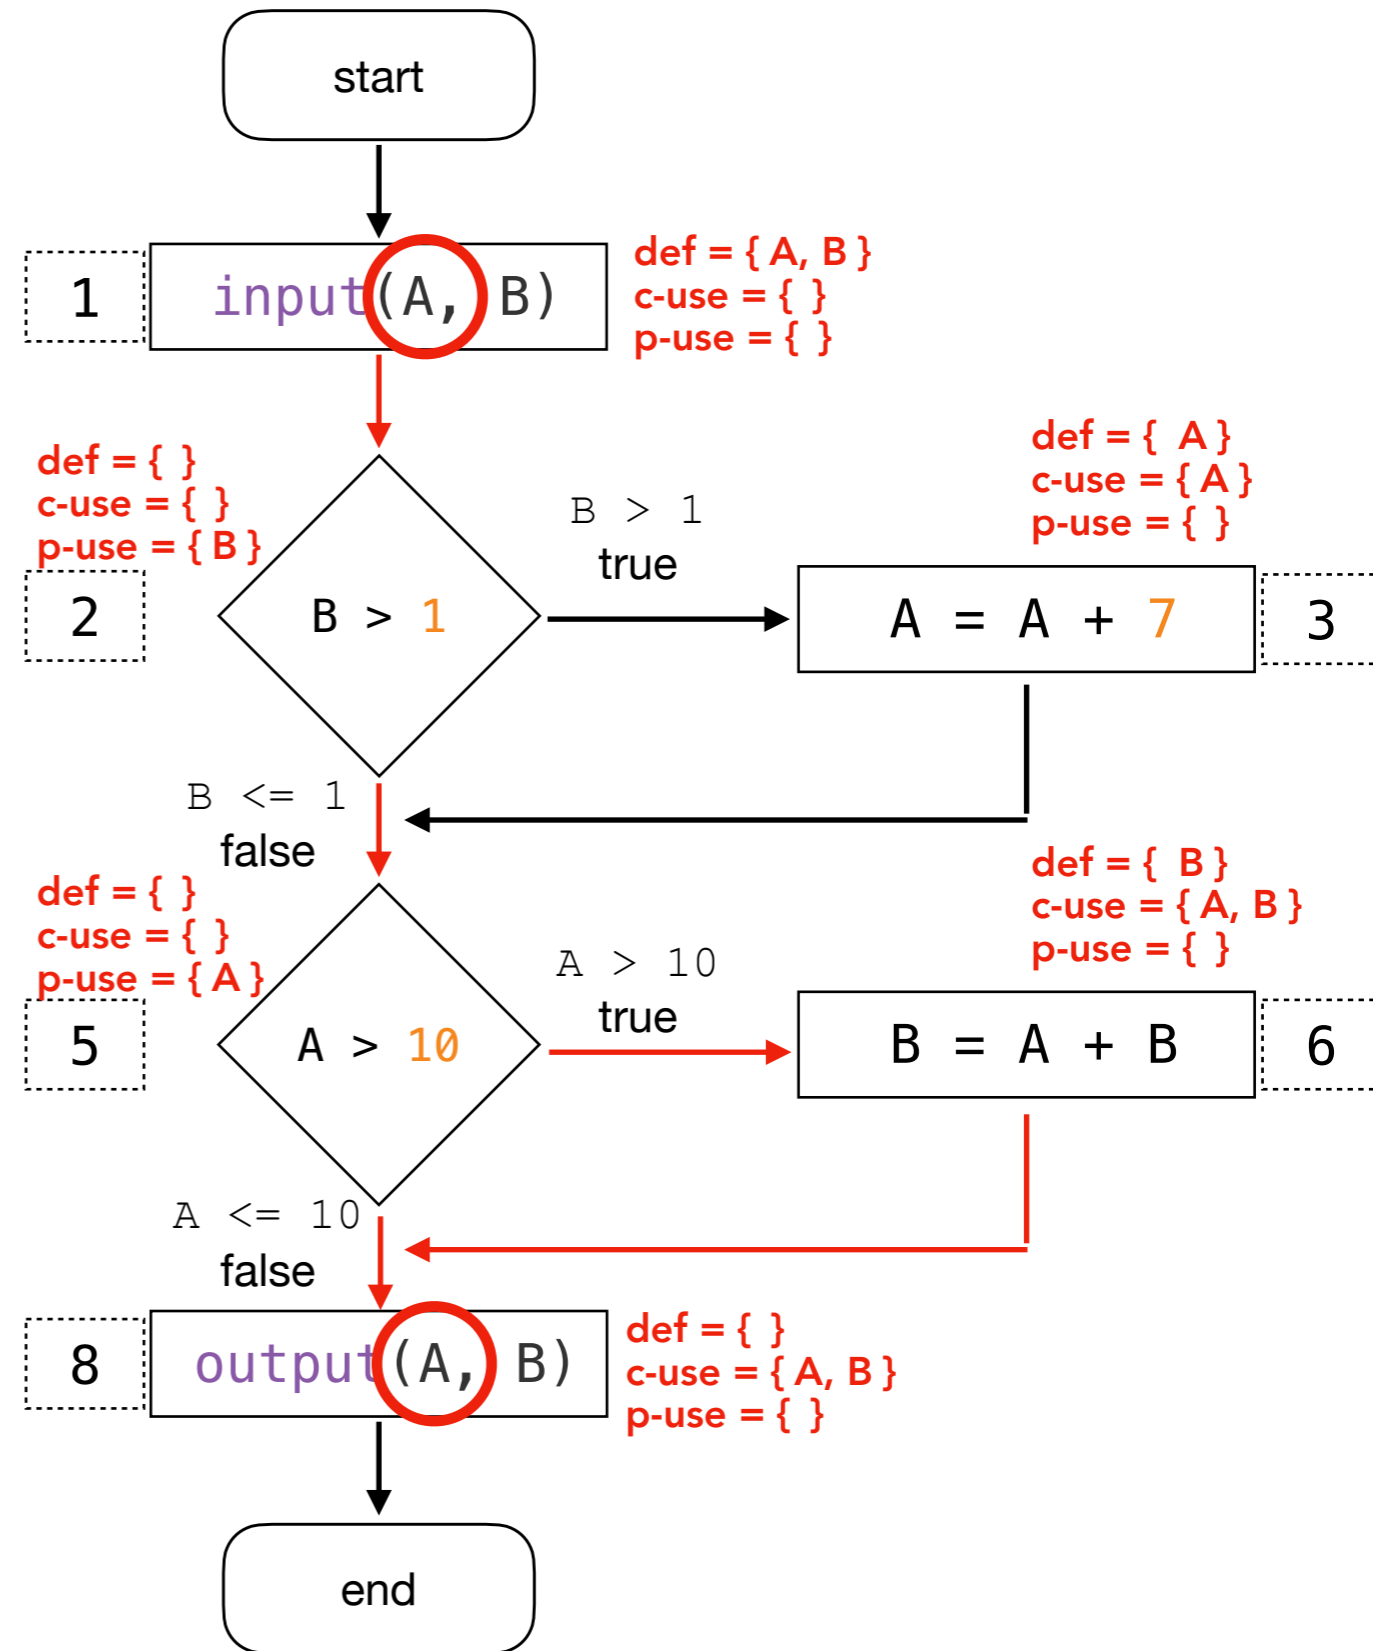 start
1
input(A, B)
def = { A, B }
c-use = { }
p-use = { }
def = { }
c-use = { }
p-use = { B }
2
B > 1
B > 1
true
def = { A }
c-use = { A }
p-use = { }
A = A + 7
3
B <= 1
false
def = { }
c-use = { }
p-use = { A }
5
A > 10
A > 10
true
def = { B }
c-use = { A, B }
p-use = { }
B = A + B
6
A <= 10
false
8
output(A, B)
def = { }
c-use = { A, B }
p-use = { }
end